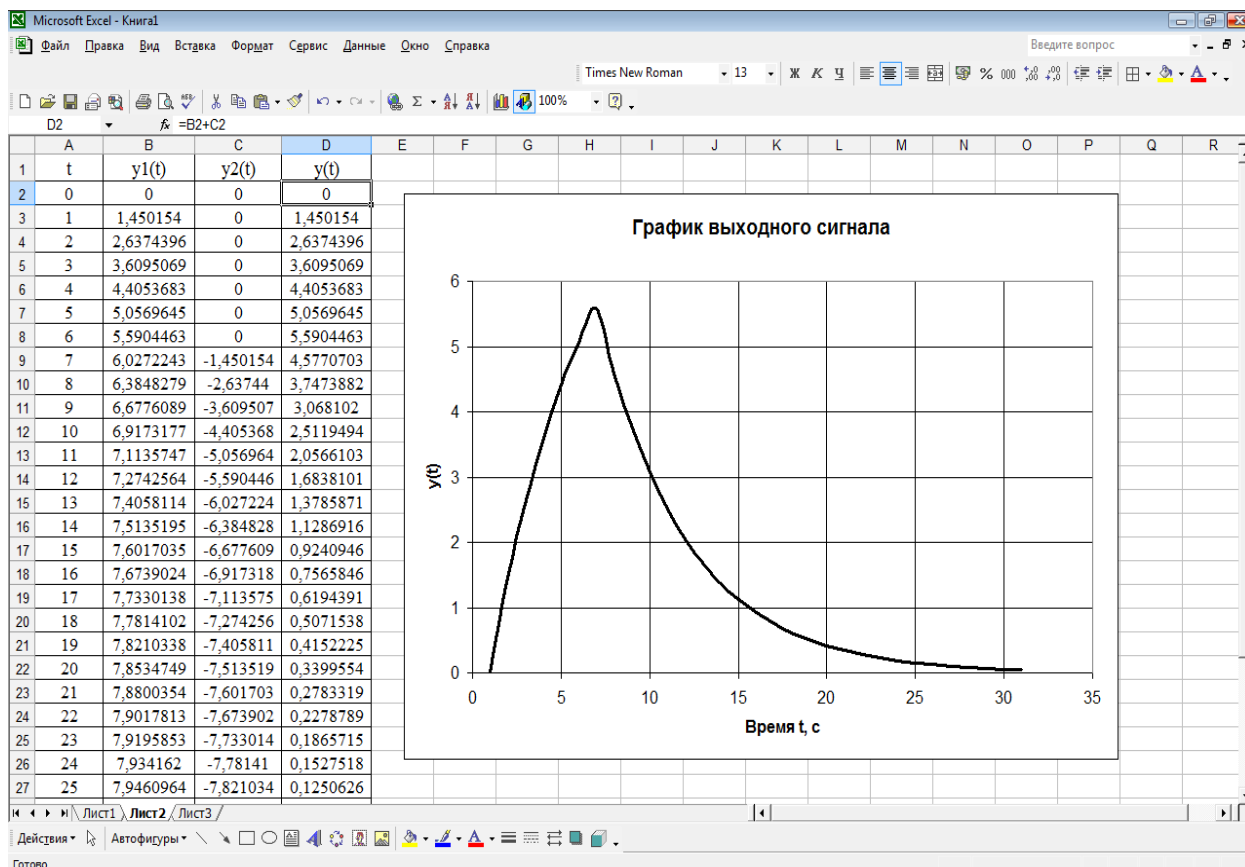 Microsoft Excel - Книга1
Файл Правка Вид Вставка Формат Сервис Данные Окно Справка Введите вопрос
Times New Roman 13 Ж К Ч % 000
100%
D2 fx =B2+C2
A B C D E F G H I J K L M N O P Q R
1 t y1(t) y2(t) y(t)
2 0 0 0 0
3 1 1,450154 0 1,450154
4 2 2,6374396 0 2,6374396
5 3 3,6095069 0 3,6095069
6 4 4,4053683 0 4,4053683
7 5 5,0569645 0 5,0569645
8 6 5,5904463 0 5,5904463
9 7 6,0272243 -1,450154 4,5770703
10 8 6,3848279 -2,63744 3,7473882
11 9 6,6776089 -3,609507 3,068102
12 10 6,9173177 -4,405368 2,5119494
13 11 7,1135747 -5,056964 2,0566103
14 12 7,2742564 -5,590446 1,6838101
15 13 7,4058114 -6,027224 1,3785871
16 14 7,5135195 -6,384828 1,1286916
17 15 7,6017035 -6,677609 0,9240946
18 16 7,6739024 -6,917318 0,7565846
19 17 7,7330138 -7,113575 0,6194391
20 18 7,7814102 -7,274256 0,5071538
21 19 7,8210338 -7,405811 0,4152225
22 20 7,8534749 -7,513519 0,3399554
23 21 7,8800354 -7,601703 0,2783319
24 22 7,9017813 -7,673902 0,2278789
25 23 7,9195853 -7,733014 0,1865715
26 24 7,934162 -7,78141 0,1527518
27 25 7,9460964 -7,821034 0,1250626
График выходного сигнала
y(t)
6
5
4
3
2
1
0
0 5 10 15 20 25 30 35
Время t, с
Лист1 Лист2 Лист3
Действия Автофигуры
Готово